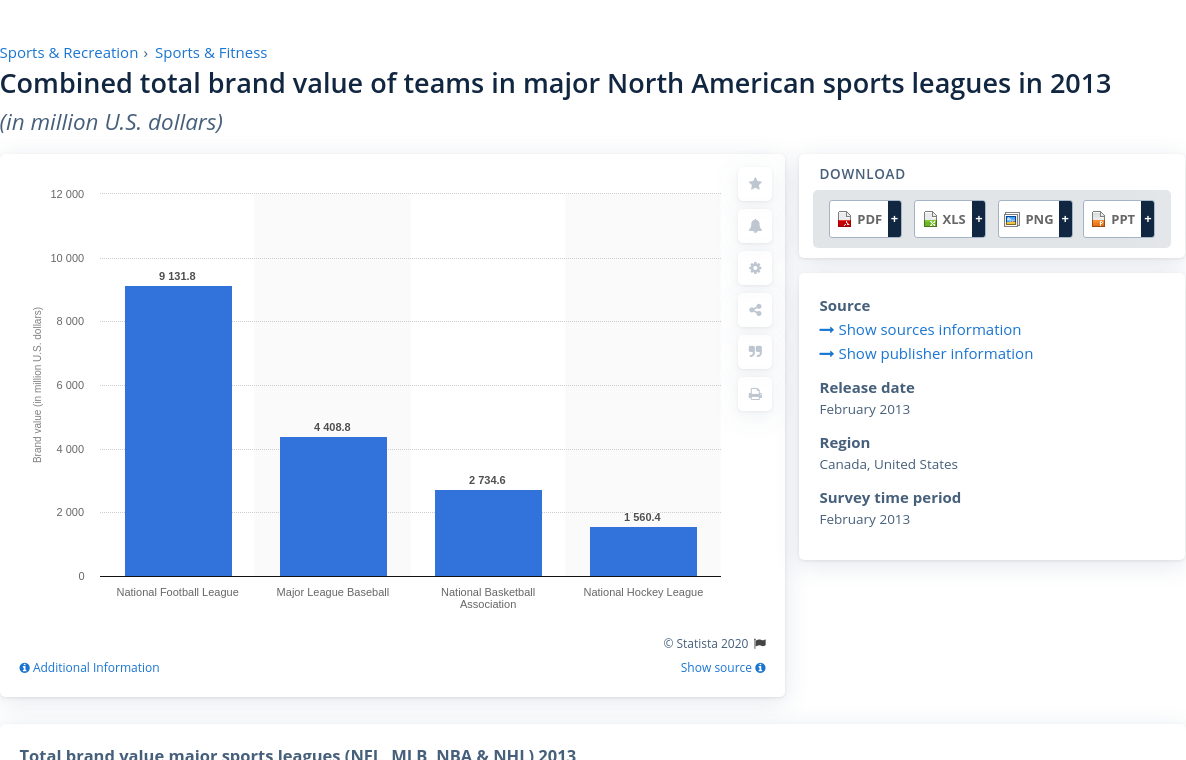 Sports & Recreation › Sports & Fitness
Combined total brand value of teams in major North American sports leagues in 2013
(in million U.S. dollars)
12 000
10 000
8 000
6 000
4 000
2 000
0
Brand value (in million U.S. dollars)
9 131.8
4 408.8
2 734.6
1 560.4
National Football League
Major League Baseball
National Basketball
Association
National Hockey League
© Statista 2020
Additional Information
Show source
DOWNLOAD
PDF +
XLS +
PNG +
PPT +
Source
Show sources information
Show publisher information
Release date
February 2013
Region
Canada, United States
Survey time period
February 2013
Total brand value major sports leagues (NFL, MLB, NBA & NHL) 2013